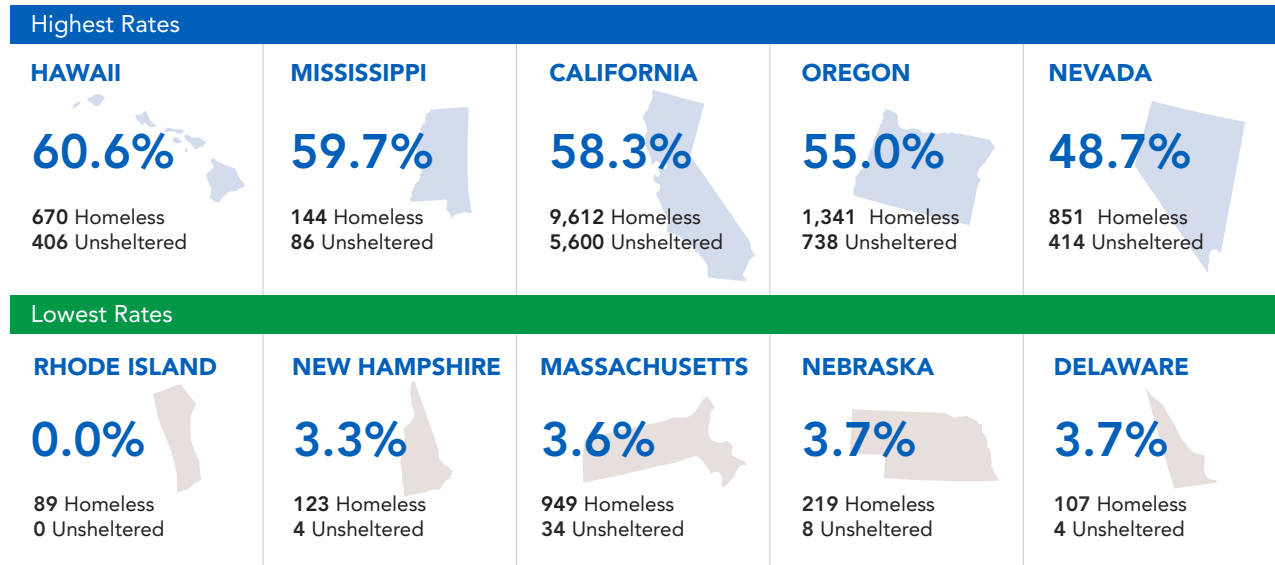 Highest Rates
HAWAII
60.6%
670 Homeless
406 Unsheltered
MISSISSIPPI
59.7%
144 Homeless
86 Unsheltered
CALIFORNIA
58.3%
9,612 Homeless
5,600 Unsheltered
OREGON
55.0%
1,341 Homeless
738 Unsheltered
NEVADA
48.7%
851 Homeless
414 Unsheltered
Lowest Rates
RHODE ISLAND
0.0%
89 Homeless
0 Unsheltered
NEW HAMPSHIRE
3.3%
123 Homeless
4 Unsheltered
MASSACHUSETTS
3.6%
949 Homeless
34 Unsheltered
NEBRASKA
3.7%
219 Homeless
8 Unsheltered
DELAWARE
3.7%
107 Homeless
4 Unsheltered